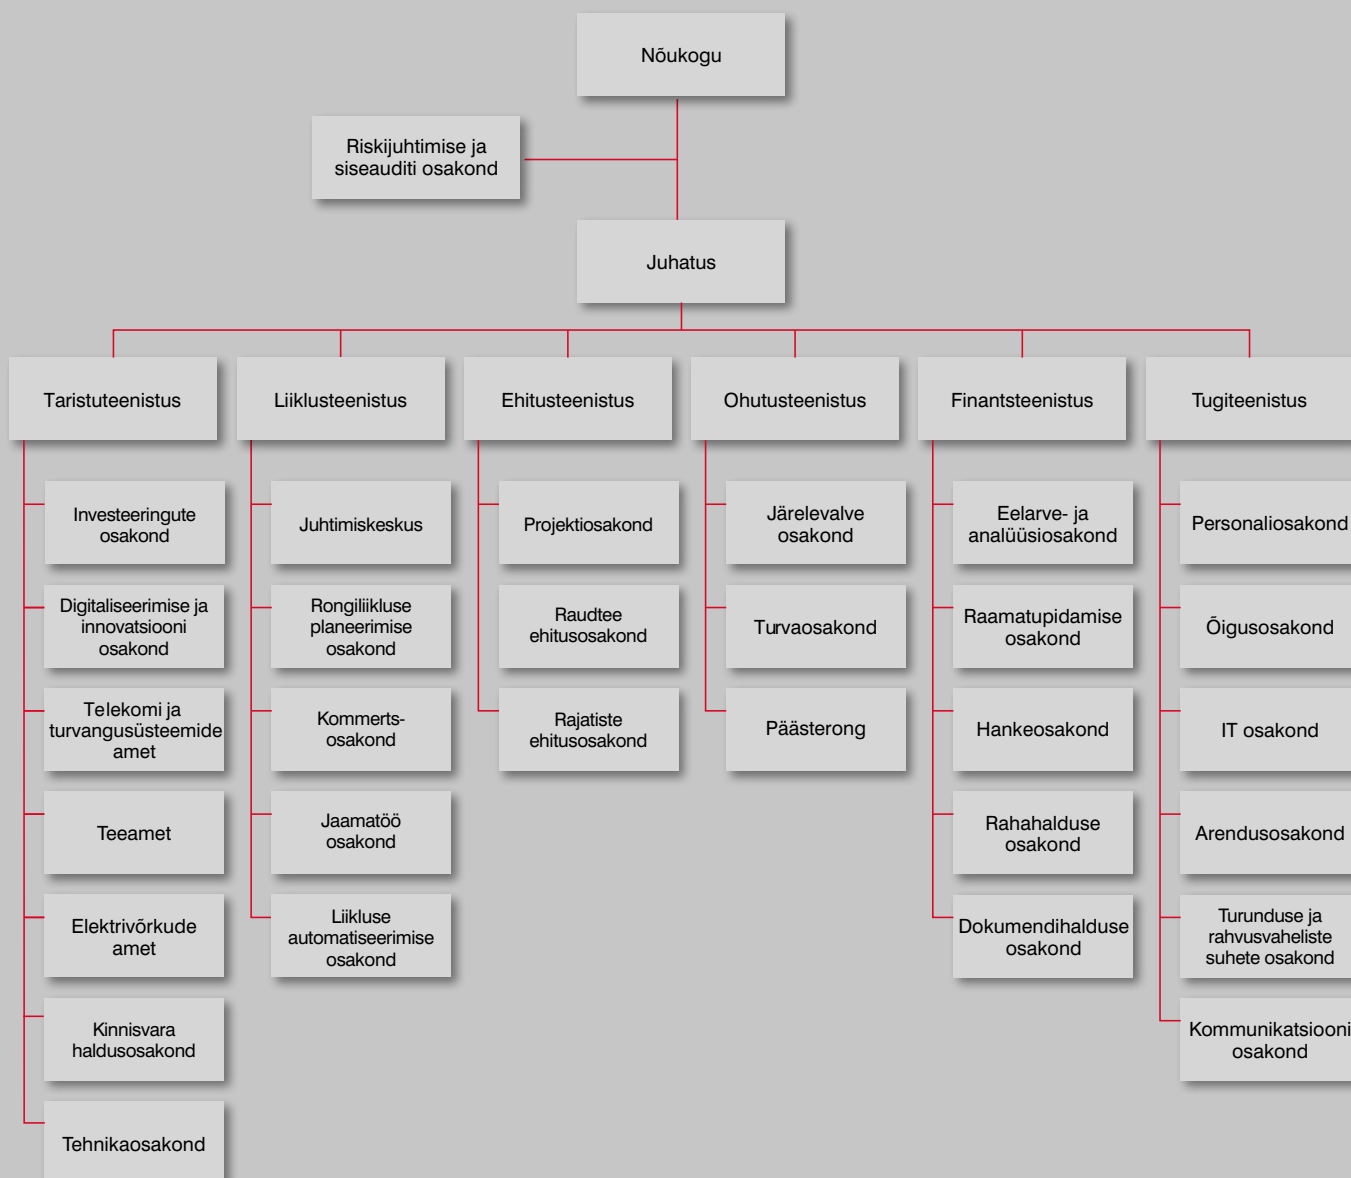 Nõukogu
Riskijuhtimise ja
siseauditi osakond
Juhatus
Taristuteenistus
Investeeringute
osakond
Digitaliseerimise ja
innovatsiooni
osakond
Telekomi ja
turvangusüsteemide
amet
Teeamet
Elektrivõrkude
amet
Kinnisvara
haldusosakond
Tehnikaosakond
Liiklusteenistus
Juhtimiskeskus
Rongiliikluse
planeerimise
osakond
Kommerts-
osakond
Jaamatöö
osakond
Liikluse
automatiseerimise
osakond
Ehitusteenistus
Projektiosakond
Raudtee
ehitusosakond
Rajatiste
ehitusosakond
Ohutusteenistus
Järelevalve
osakond
Turvaosakond
Päästerong
Finantsteenistus
Eelarve- ja
analüüsiosakond
Raamatupidamise
osakond
Hankeosakond
Rahahalduse
osakond
Dokumendihalduse
osakond
Tugiteenistus
Personaliosakond
Õigusosakond
IT osakond
Arendusosakond
Turunduse ja
rahvusvaheliste
suhete osakond
Kommunikatsiooni
osakond